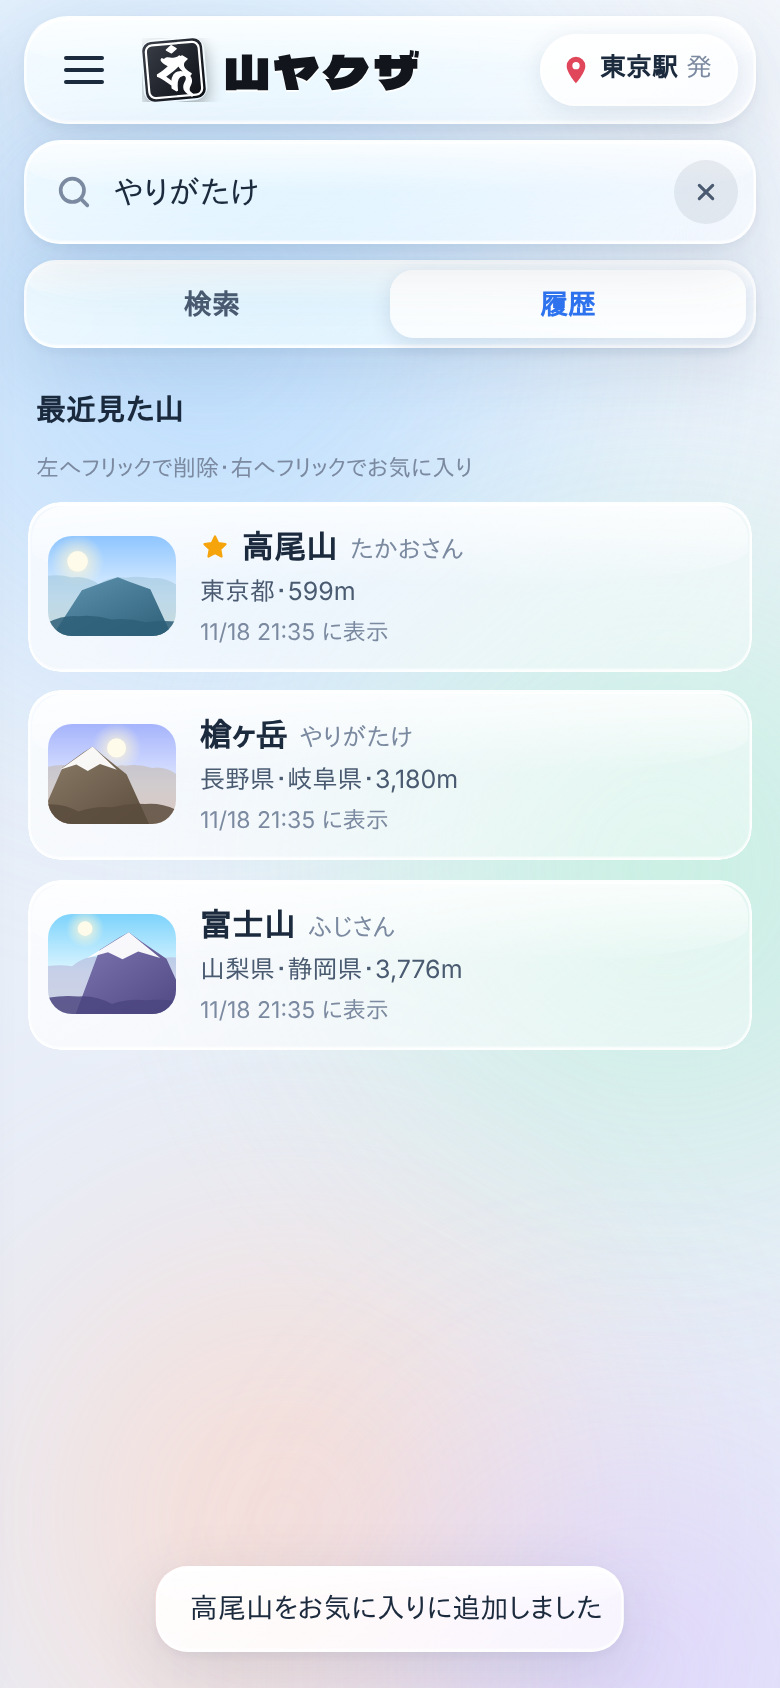 山ヤクザ
東京駅 発
やりがたけ
検索
履歴
最近見た山
左へフリックで削除・右へフリックでお気に入り
高尾山 たかおさん
東京都・599m
11/18 21:35 に表示
槍ヶ岳 やりがたけ
長野県・岐阜県・3,180m
11/18 21:35 に表示
富士山 ふじさん
山梨県・静岡県・3,776m
11/18 21:35 に表示
高尾山をお気に入りに追加しました